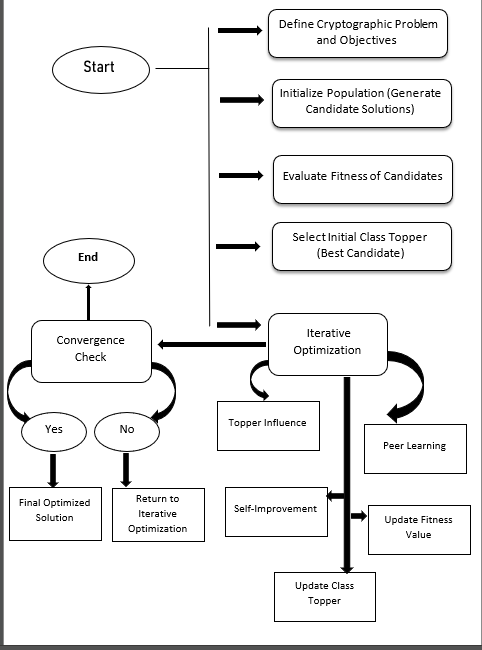 Define Cryptographic Problem
and Objectives
Start
Initialize Population (Generate
Candidate Solutions)
Evaluate Fitness of Candidates
Select Initial Class Topper
(Best Candidate)
End
Iterative
Optimization
Convergence
Check
Topper Influence
Yes
No
Peer Learning
Final Optimized
Solution
Return to
Iterative
Optimization
Self-Improvement
Update Fitness
Value
Update Class
Topper